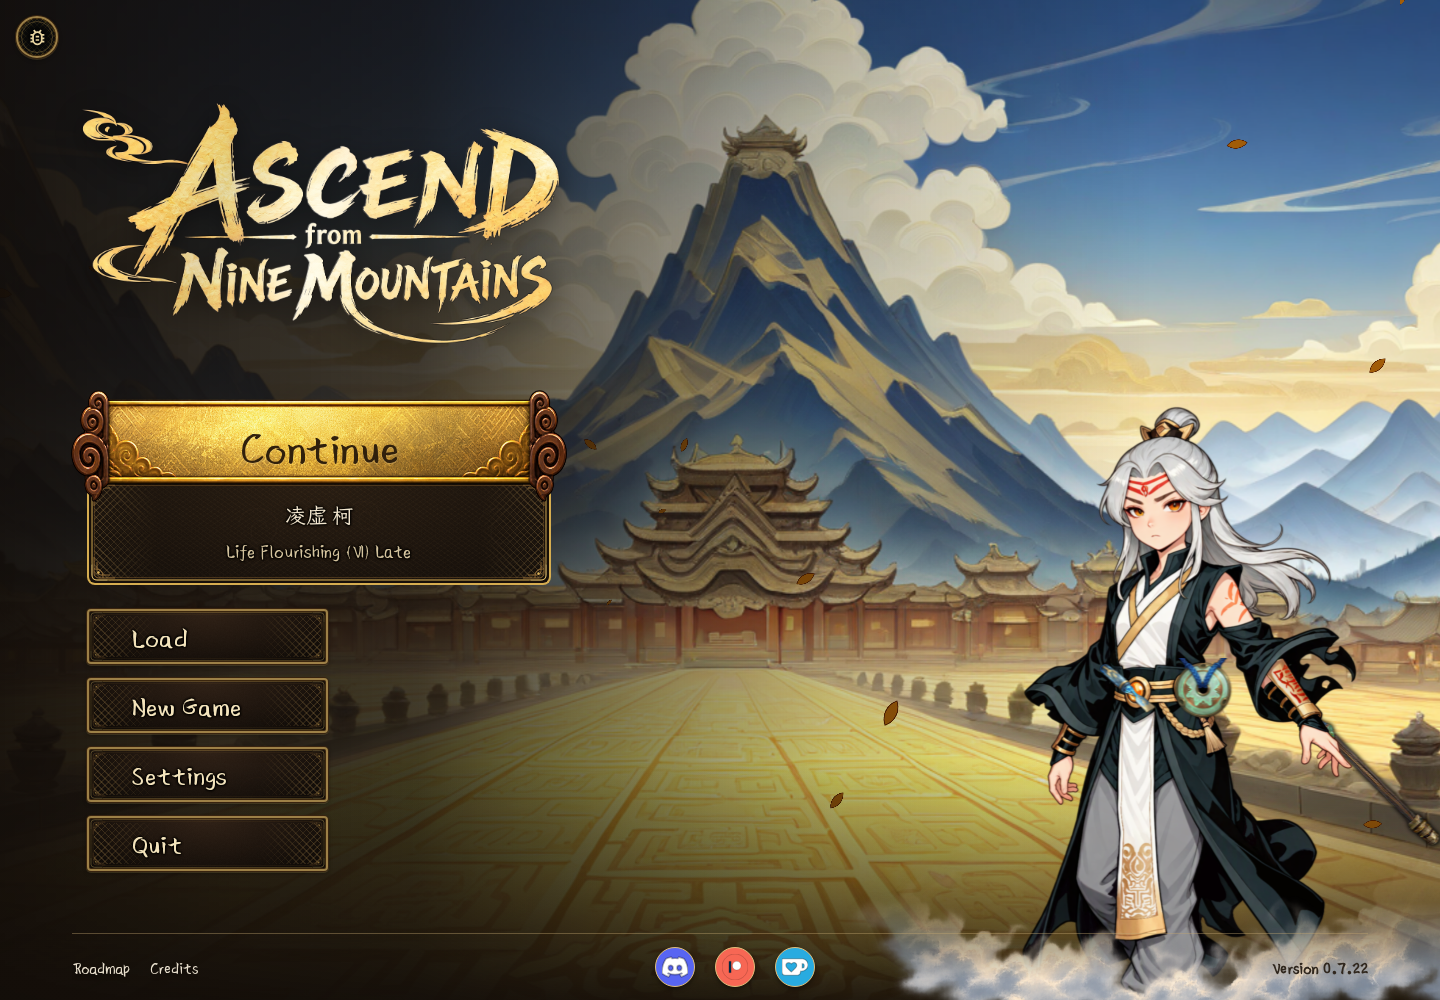 ASCEND
from
NINE MOUNTAINS
Continue
凌虚 柯
Life Flourishing (VI) Late
Load
New Game
Settings
Quit
Roadmap
Credits
Version 0.7.22